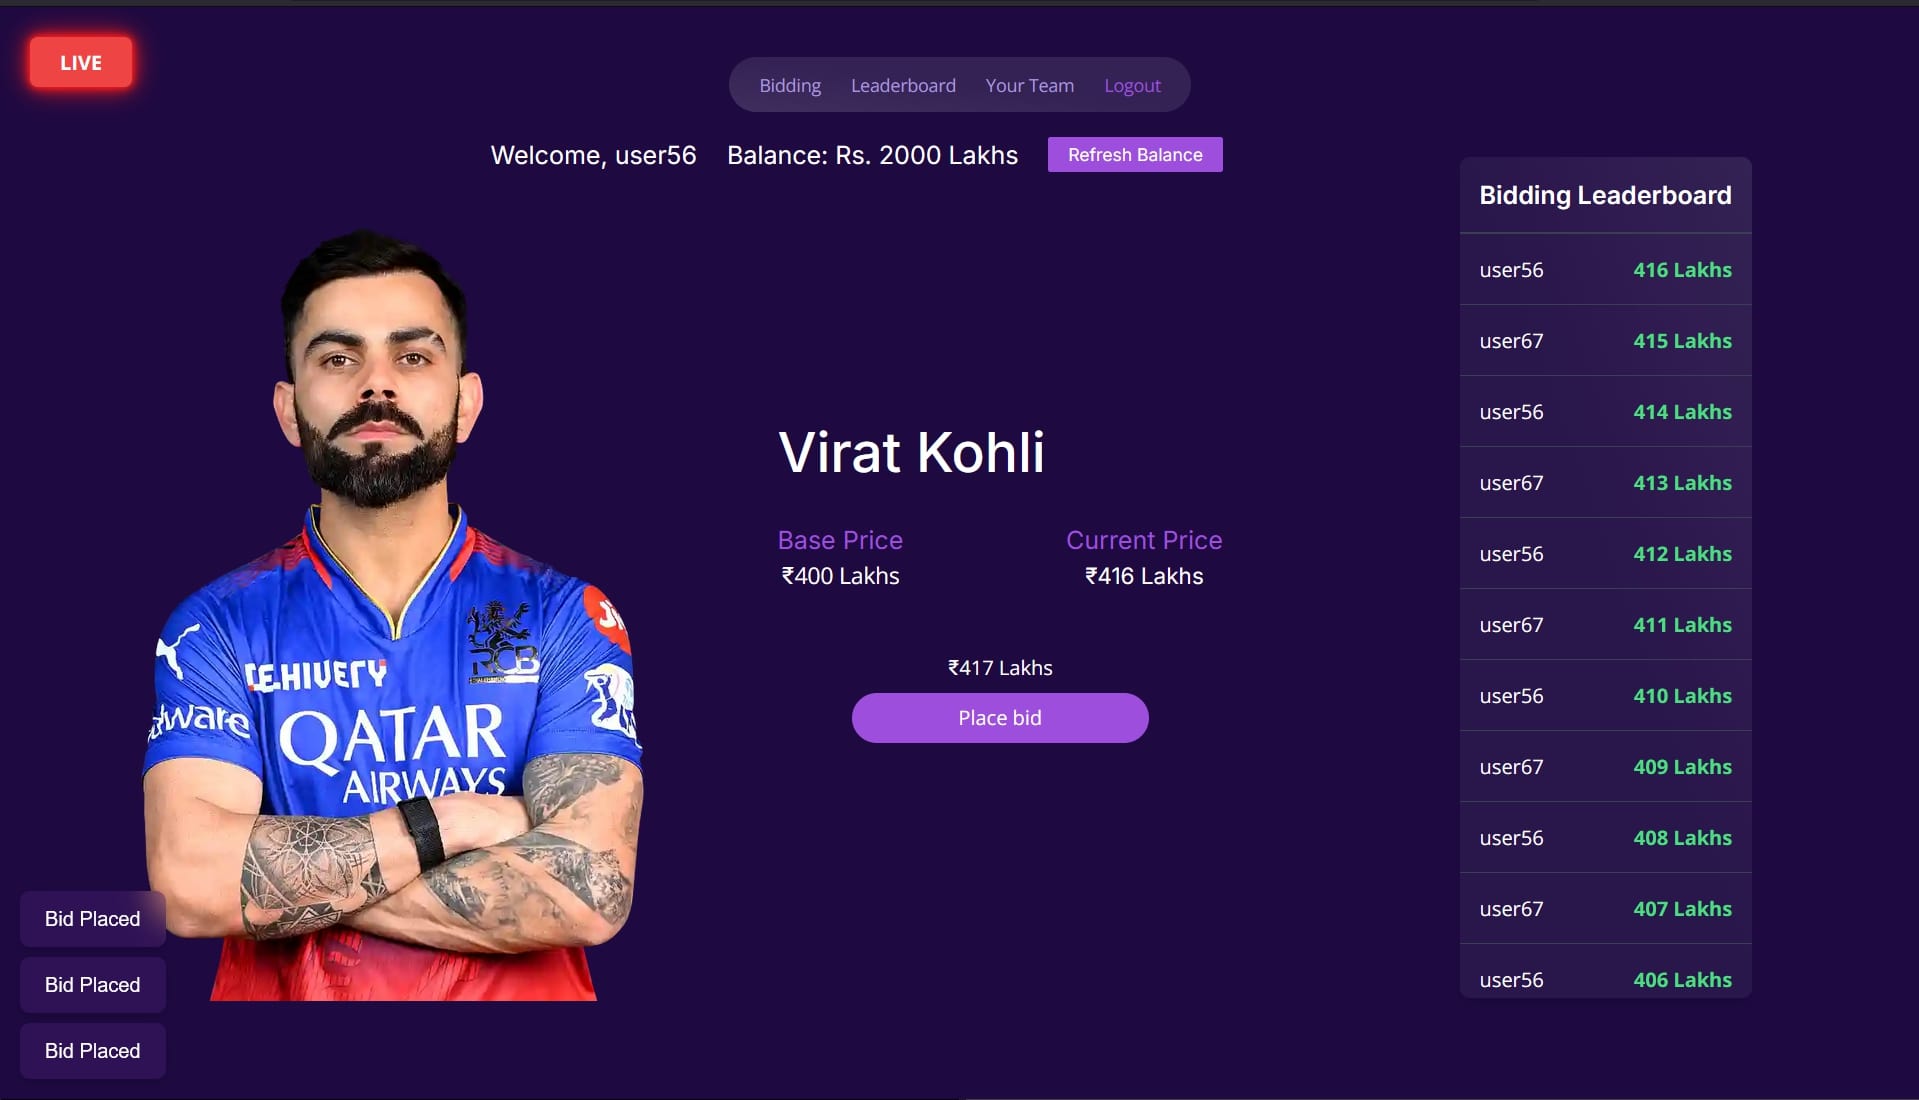 LIVE
Bidding Leaderboard Your Team Logout
Welcome, user56 Balance: Rs. 2000 Lakhs Refresh Balance
Virat Kohli
Base Price Current Price
₹400 Lakhs ₹416 Lakhs
₹417 Lakhs
Place bid
Bidding Leaderboard
user56 416 Lakhs
user67 415 Lakhs
user56 414 Lakhs
user67 413 Lakhs
user56 412 Lakhs
user67 411 Lakhs
user56 410 Lakhs
user67 409 Lakhs
user56 408 Lakhs
user67 407 Lakhs
user56 406 Lakhs
RCB
QATAR
AIRWAYS
Bid Placed
Bid Placed
Bid Placed